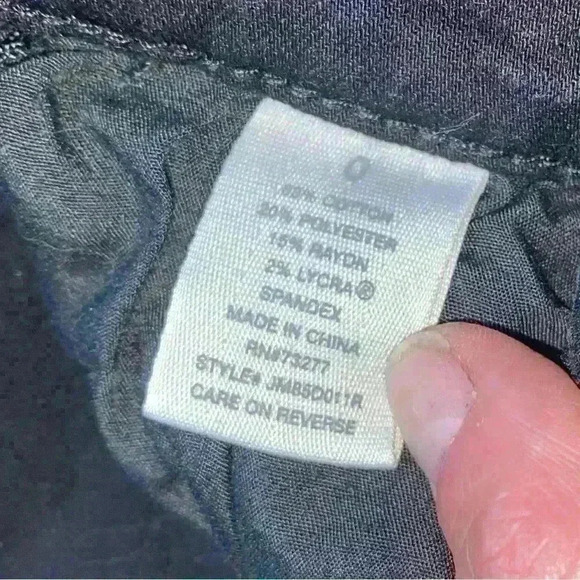 0
63% COTTON
20% POLYESTER
15% RAYON
2% LYCRA®
SPANDEX
MADE IN CHINA
RN#73277
STYLE# JM85D011R
CARE ON REVERSE